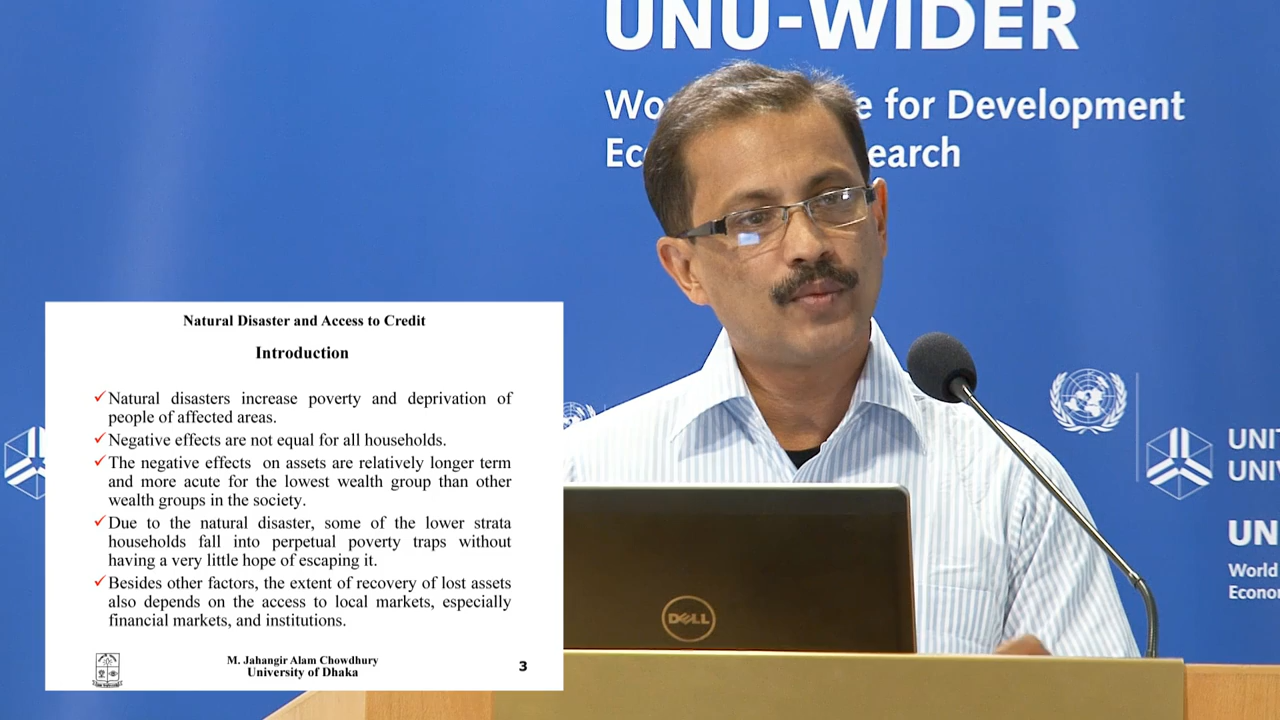 UNU-WIDER
e for Development
earch
Natural Disaster and Access to Credit
Introduction
Natural disasters increase poverty and deprivation of
people of affected areas.
Negative effects are not equal for all households.
The negative effects on assets are relatively longer term
and more acute for the lowest wealth group than other
wealth groups in the society.
Due to the natural disaster, some of the lower strata
households fall into perpetual poverty traps without
having a very little hope of escaping it.
Besides other factors, the extent of recovery of lost assets
also depends on the access to local markets, especially
financial markets, and institutions.
M. Jahangir Alam Chowdhury
University of Dhaka
3
DELL
UNIT
UNIV
UN
World
Econo